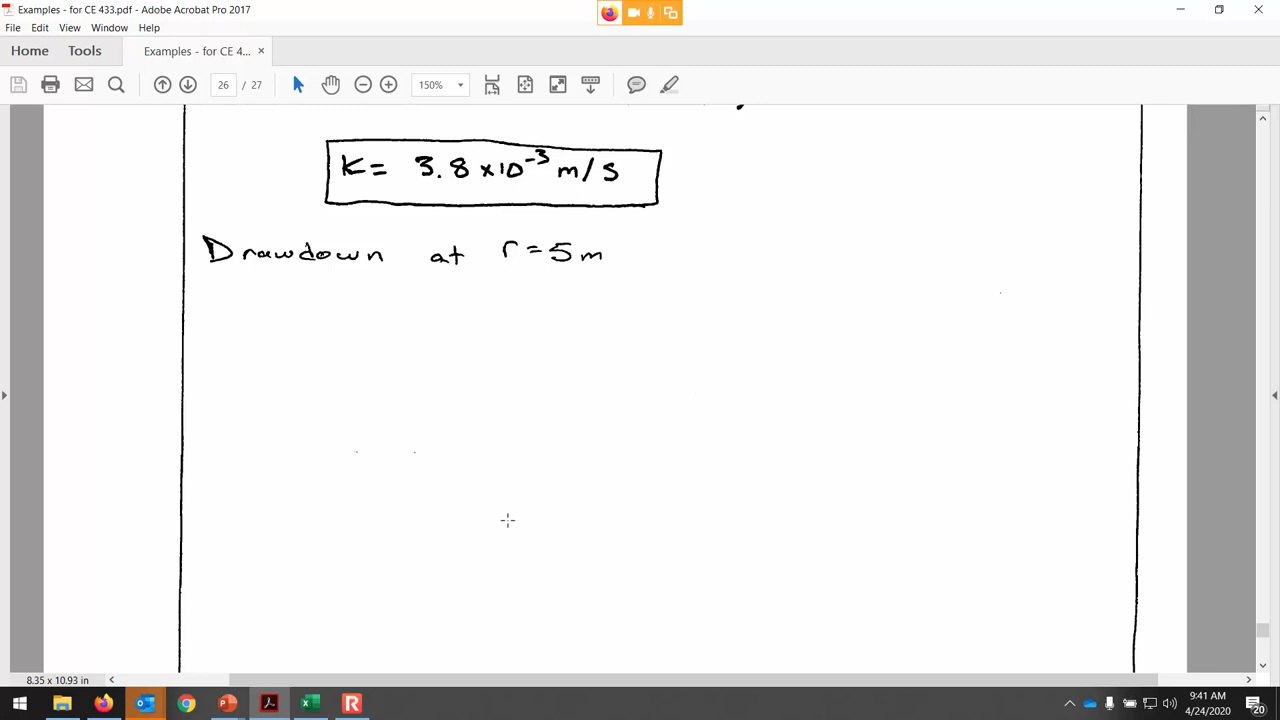 Examples - for CE 433.pdf - Adobe Acrobat Pro 2017
File Edit View Window Help
Home Tools Examples - for CE 4... ×
26 / 27 150%
K = 3.8 × 10⁻³ m/s
Drawdown at r = 5 m
8.35 x 10.93 in
9:41 AM
4/24/2020
20